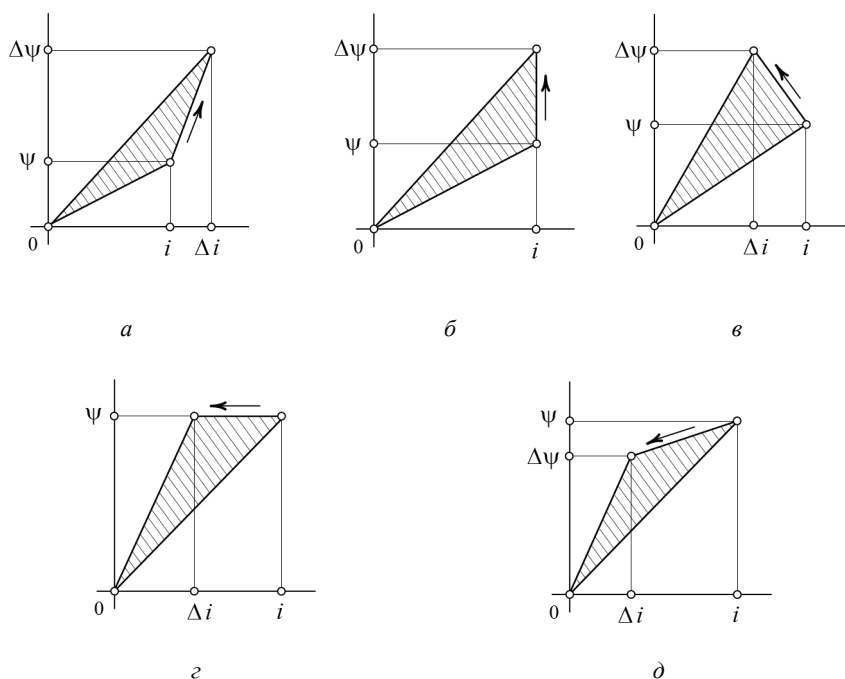 Δψ Δψ Δψ
ψ ψ ψ
0 i Δi 0 i 0 Δi i
а б в
ψ ψ
Δψ
0 Δi i 0 Δi i
г д